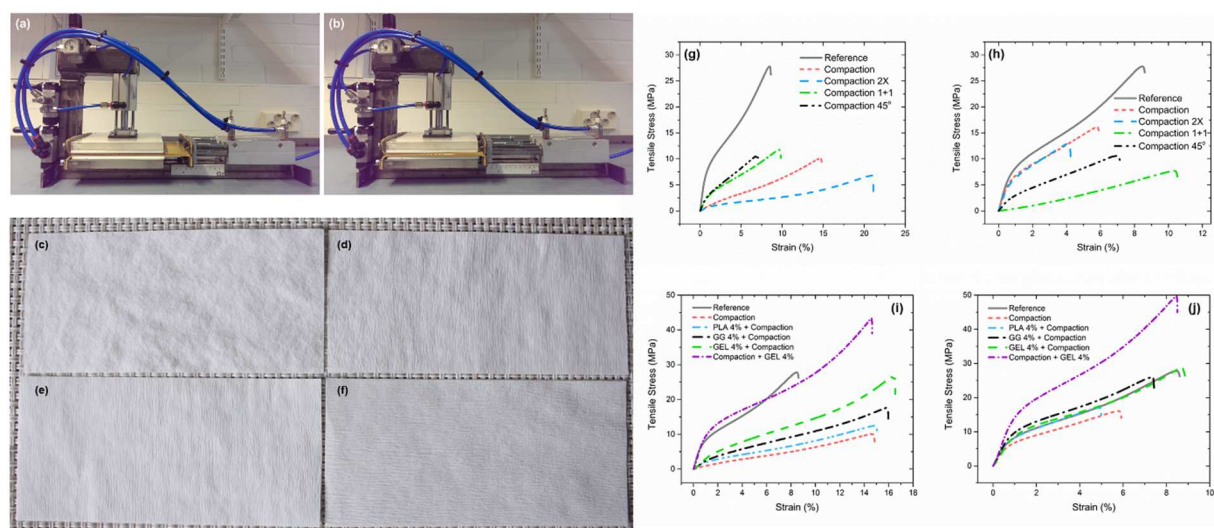 (a)
(b)
(c)
(d)
(e)
(f)
(g)
Reference
Compaction
Compaction 2X
Compaction 1+1
Compaction 45°
Tensile Stress (MPa)
35
30
25
20
15
10
5
0
0 5 10 15 20 25
Strain (%)
(h)
Reference
Compaction
Compaction 2X
Compaction 1+1
Compaction 45°
Tensile Stress (MPa)
35
30
25
20
15
10
5
0
0 2 4 6 8 10 12
Strain (%)
(i)
Reference
Compaction
PLA 4% + Compaction
GG 4% + Compaction
GEL 4% + Compaction
Compaction + GEL 4%
Tensile Stress (MPa)
50
40
30
20
10
0
0 2 4 6 8 10 12 14 16 18
Strain (%)
(j)
Reference
Compaction
PLA 4% + Compaction
GG 4% + Compaction
GEL 4% + Compaction
Compaction + GEL 4%
Tensile Stress (MPa)
50
40
30
20
10
0
0 2 4 6 8 10
Strain (%)